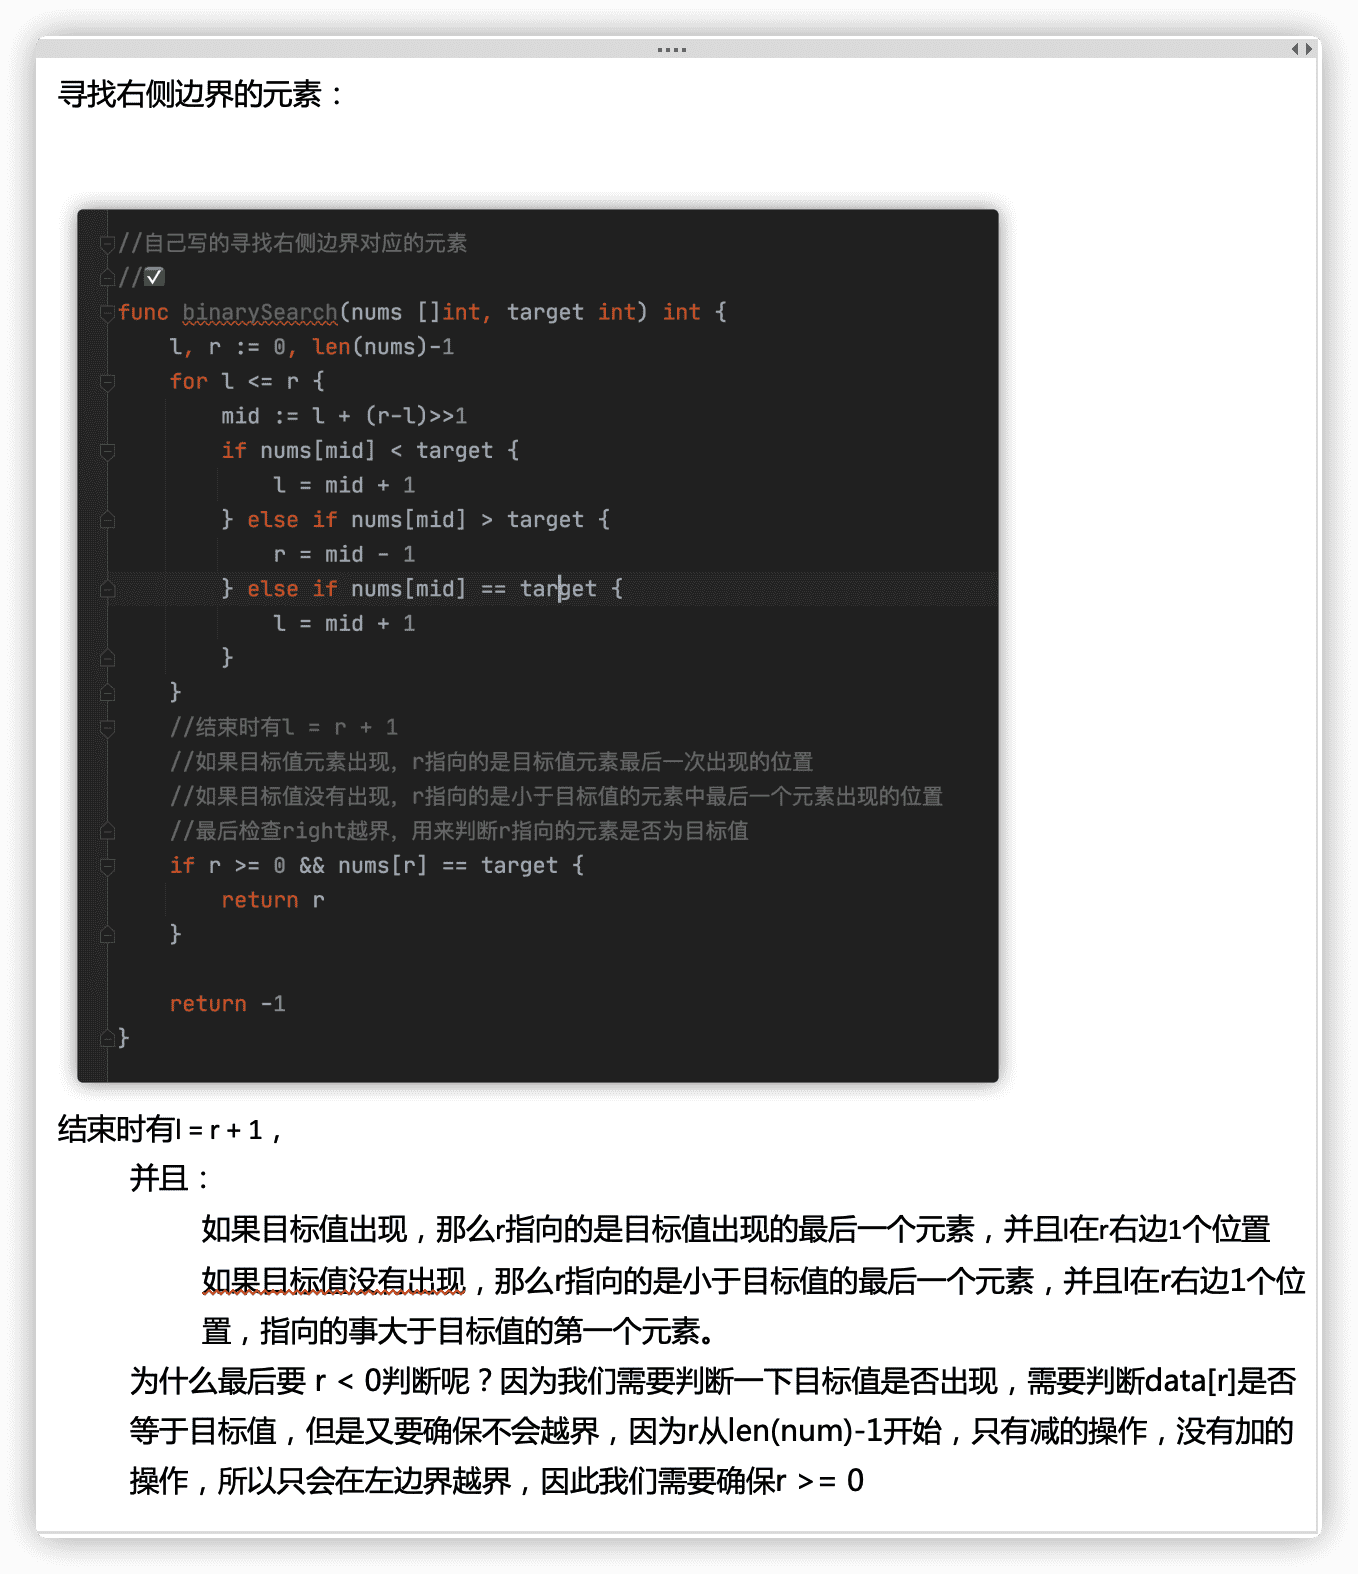 寻找右侧边界的元素：
//自己写的寻找右侧边界对应的元素
//✅
func binarySearch(nums []int, target int) int {
    l, r := 0, len(nums)-1
    for l <= r {
        mid := l + (r-l)>>1
        if nums[mid] < target {
            l = mid + 1
        } else if nums[mid] > target {
            r = mid - 1
        } else if nums[mid] == target {
            l = mid + 1
        }
    }
    //结束时有l = r + 1
    //如果目标值元素出现，r指向的是目标值元素最后一次出现的位置
    //如果目标值没有出现，r指向的是小于目标值的元素中最后一个元素出现的位置
    //最后检查right越界，用来判断r指向的元素是否为目标值
    if r >= 0 && nums[r] == target {
        return r
    }
    return -1
}
结束时有l = r + 1，
并且：
如果目标值出现，那么r指向的是目标值出现的最后一个元素，并且l在r右边1个位置
如果目标值没有出现，那么r指向的是小于目标值的最后一个元素，并且l在r右边1个位
置，指向的事大于目标值的第一个元素。
为什么最后要 r < 0判断呢？因为我们需要判断一下目标值是否出现，需要判断data[r]是否
等于目标值，但是又要确保不会越界，因为r从len(num)-1开始，只有减的操作，没有加的
操作，所以只会在左边界越界，因此我们需要确保r >= 0